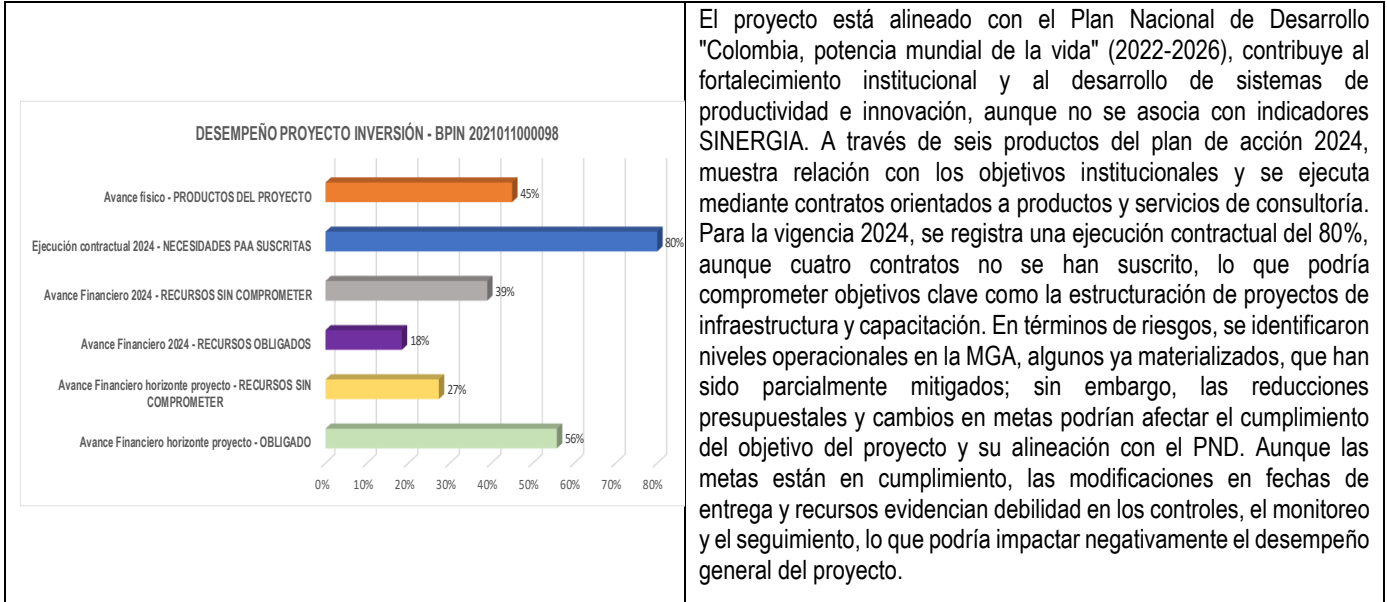 DESEMPEÑO PROYECTO INVERSIÓN - BPIN 2021011000098
Avance físico - PRODUCTOS DEL PROYECTO
45%
Ejecución contractual 2024 - NECESIDADES PAA SUSCRITAS
80%
Avance Financiero 2024 - RECURSOS SIN COMPROMETER
39%
Avance Financiero 2024 - RECURSOS OBLIGADOS
18%
Avance Financiero horizonte proyecto - RECURSOS SIN
COMPROMETER
27%
Avance Financiero horizonte proyecto - OBLIGADO
56%
0% 10% 20% 30% 40% 50% 60% 70% 80%
El proyecto está alineado con el Plan Nacional de Desarrollo
"Colombia, potencia mundial de la vida" (2022-2026), contribuye al
fortalecimiento institucional y al desarrollo de sistemas de
productividad e innovación, aunque no se asocia con indicadores
SINERGIA. A través de seis productos del plan de acción 2024,
muestra relación con los objetivos institucionales y se ejecuta
mediante contratos orientados a productos y servicios de consultoría.
Para la vigencia 2024, se registra una ejecución contractual del 80%,
aunque cuatro contratos no se han suscrito, lo que podría
comprometer objetivos clave como la estructuración de proyectos de
infraestructura y capacitación. En términos de riesgos, se identificaron
niveles operacionales en la MGA, algunos ya materializados, que han
sido parcialmente mitigados; sin embargo, las reducciones
presupuestales y cambios en metas podrían afectar el cumplimiento
del objetivo del proyecto y su alineación con el PND. Aunque las
metas están en cumplimiento, las modificaciones en fechas de
entrega y recursos evidencian debilidad en los controles, el monitoreo
y el seguimiento, lo que podría impactar negativamente el desempeño
general del proyecto.